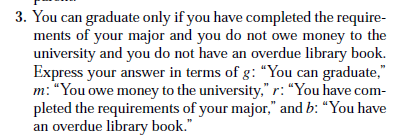 3. You can graduate only if you have completed the require-
ments of your major and you do not owe money to the
university and you do not have an overdue library book.
Express your answer in terms of g: “You can graduate,”
m: “You owe money to the university,” r: “You have com-
pleted the requirements of your major,” and b: “You have
an overdue library book.”